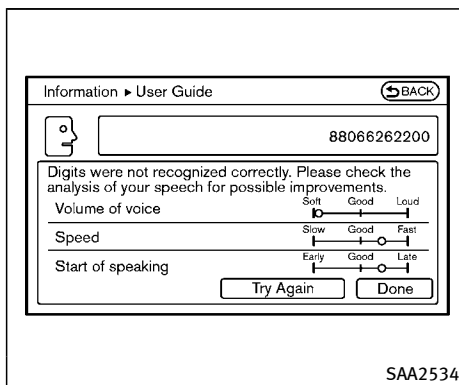 Information ▸ User Guide
BACK
88066262200
Digits were not recognized correctly. Please check the
analysis of your speech for possible improvements.
Volume of voice Soft Good Loud
Speed Slow Good Fast
Start of speaking Early Good Late
Try Again Done
SAA2534